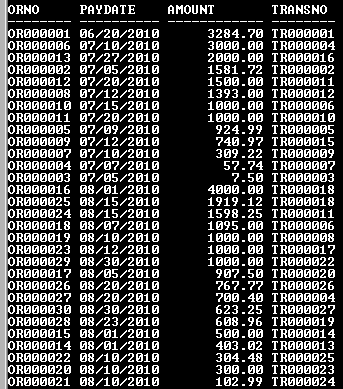 ORNO PAYDATE AMOUNT TRANSNO
-------- ---------- ---------- --------
OR000001 06/20/2010 3284.70 TR000001
OR000006 07/10/2010 3000.00 TR000004
OR000013 07/27/2010 2000.00 TR000016
OR000002 07/05/2010 1581.72 TR000002
OR000012 07/20/2010 1500.00 TR000011
OR000008 07/12/2010 1393.00 TR000012
OR000010 07/15/2010 1000.00 TR000006
OR000011 07/20/2010 1000.00 TR000010
OR000005 07/09/2010 924.99 TR000005
OR000009 07/12/2010 740.97 TR000015
OR000007 07/10/2010 309.22 TR000009
OR000004 07/07/2010 57.74 TR000007
OR000003 07/05/2010 7.50 TR000003
OR000016 08/01/2010 4000.00 TR000018
OR000025 08/15/2010 1919.12 TR000018
OR000024 08/15/2010 1598.25 TR000011
OR000018 08/07/2010 1095.00 TR000006
OR000019 08/10/2010 1000.00 TR000008
OR000023 08/12/2010 1000.00 TR000017
OR000029 08/30/2010 1000.00 TR000022
OR000017 08/05/2010 907.50 TR000020
OR000026 08/20/2010 767.77 TR000026
OR000027 08/20/2010 700.40 TR000004
OR000030 08/30/2010 623.25 TR000027
OR000028 08/23/2010 608.96 TR000019
OR000015 08/01/2010 500.00 TR000014
OR000014 08/01/2010 403.02 TR000013
OR000022 08/10/2010 304.48 TR000025
OR000020 08/10/2010 300.00 TR000023
OR000021 08/10/2010 102.99 TR000024